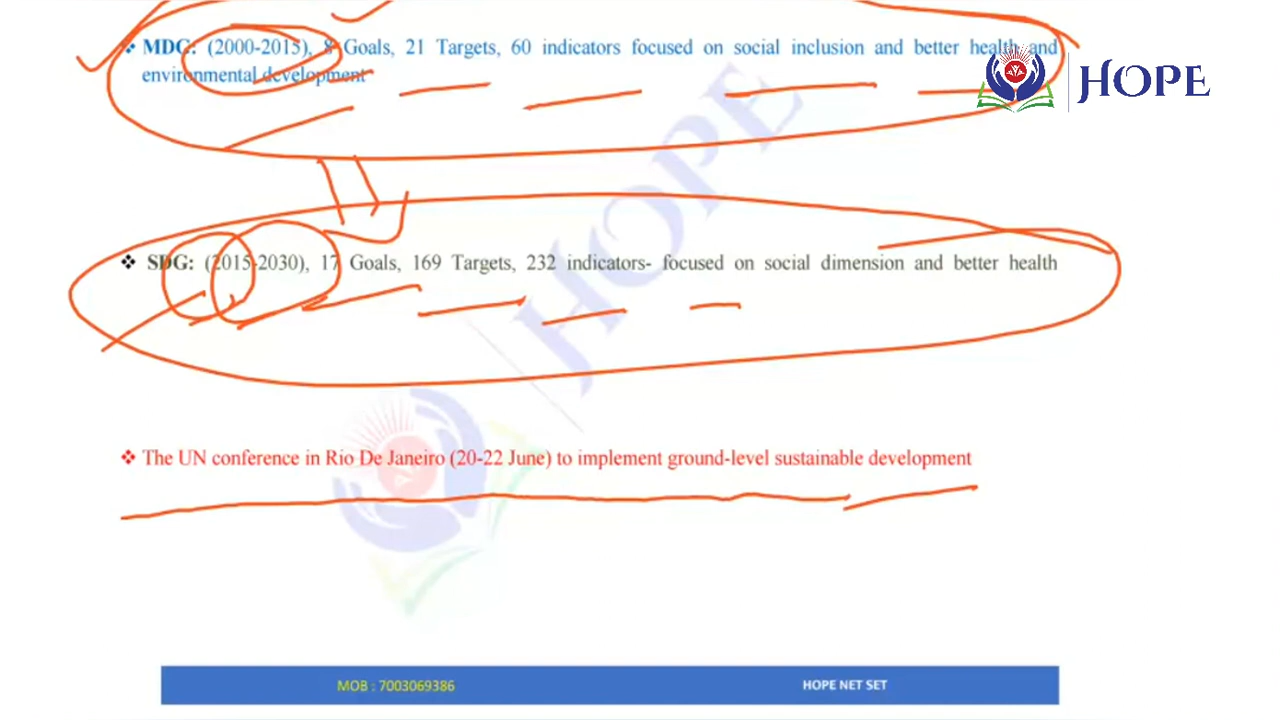 ❖ MDG: (2000-2015), 8 Goals, 21 Targets, 60 indicators focused on social inclusion and better health and
environmental development
HOPE
❖ SDG: (2015-2030), 17 Goals, 169 Targets, 232 indicators- focused on social dimension and better health
HOPE
❖ The UN conference in Rio De Janeiro (20-22 June) to implement ground-level sustainable development
MOB : 7003069386 HOPE NET SET